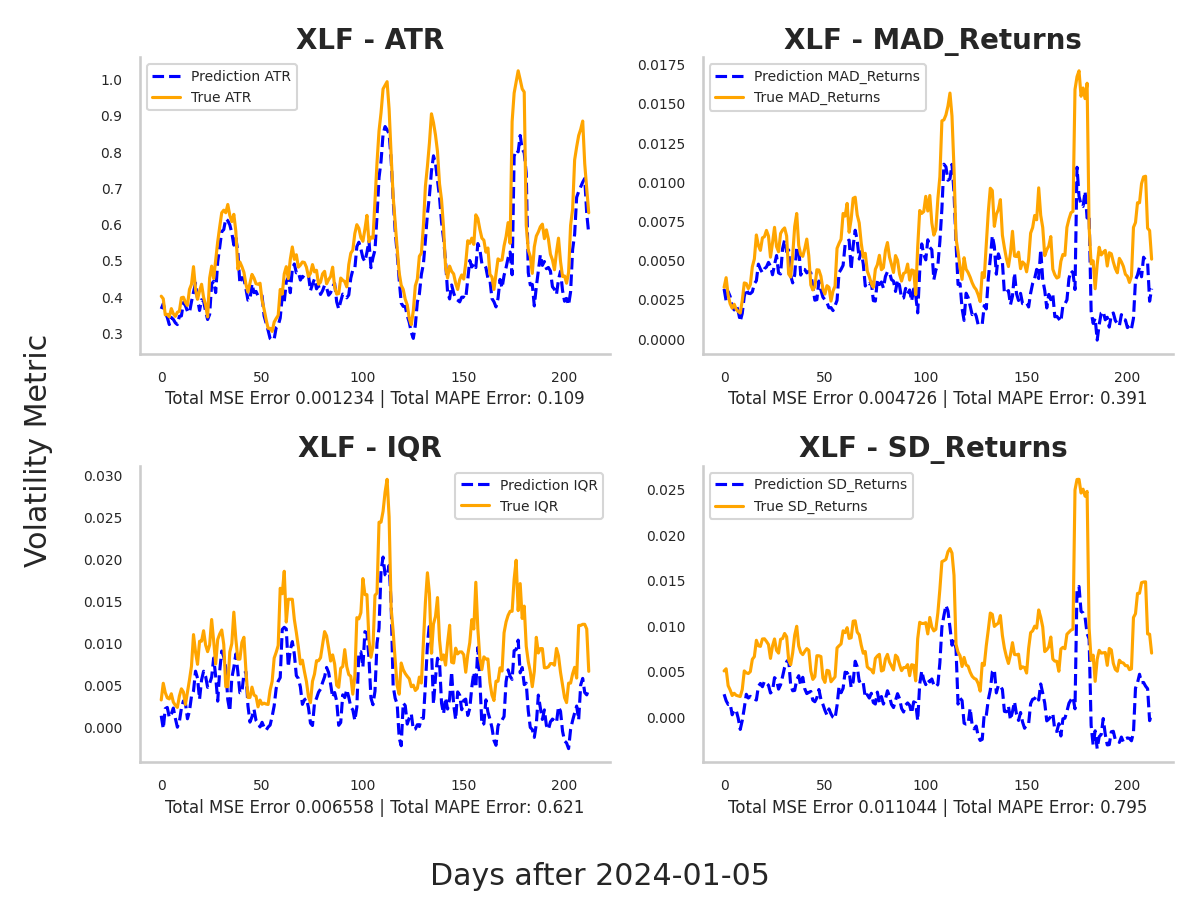 XLF - ATR
Prediction ATR
True ATR
1.0
0.9
0.8
0.7
0.6
0.5
0.4
0.3
0 50 100 150 200
Total MSE Error 0.001234 | Total MAPE Error: 0.109
XLF - MAD_Returns
Prediction MAD_Returns
True MAD_Returns
0.0175
0.0150
0.0125
0.0100
0.0075
0.0050
0.0025
0.0000
0 50 100 150 200
Total MSE Error 0.004726 | Total MAPE Error: 0.391
Volatility Metric
XLF - IQR
Prediction IQR
True IQR
0.030
0.025
0.020
0.015
0.010
0.005
0.000
0 50 100 150 200
Total MSE Error 0.006558 | Total MAPE Error: 0.621
XLF - SD_Returns
Prediction SD_Returns
True SD_Returns
0.025
0.020
0.015
0.010
0.005
0.000
0 50 100 150 200
Total MSE Error 0.011044 | Total MAPE Error: 0.795
Days after 2024-01-05